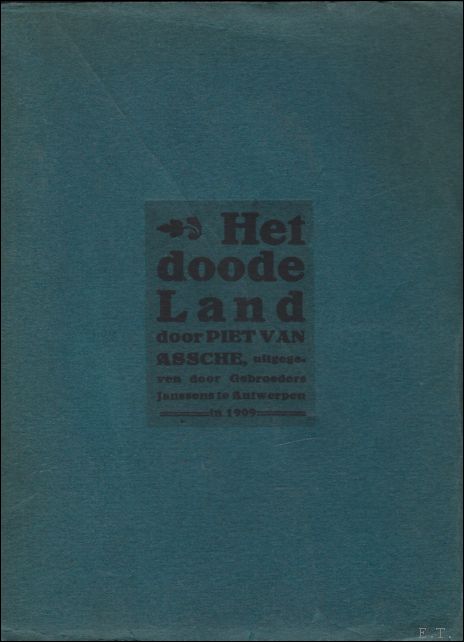 Het
doode
Land
door PIET VAN
ASSCHE, uitgege-
ven door Gebroeders
Janssens te Antwerpen
in 1909
E.T.